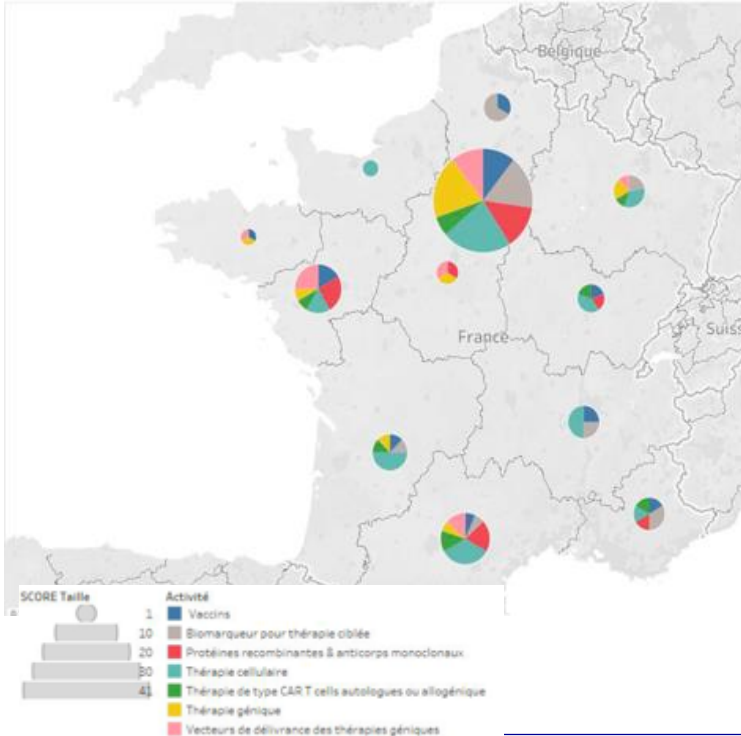 Belgique
France
Suiss
SCORE Taille
1
10
20
30
41
Activité
Vaccins
Biomarqueur pour thérapie ciblée
Protéines recombinantes & anticorps monoclonaux
Thérapie cellulaire
Thérapie de type CAR T cells autologues ou allogénique
Thérapie génique
Vecteurs de délivrance des thérapies géniques